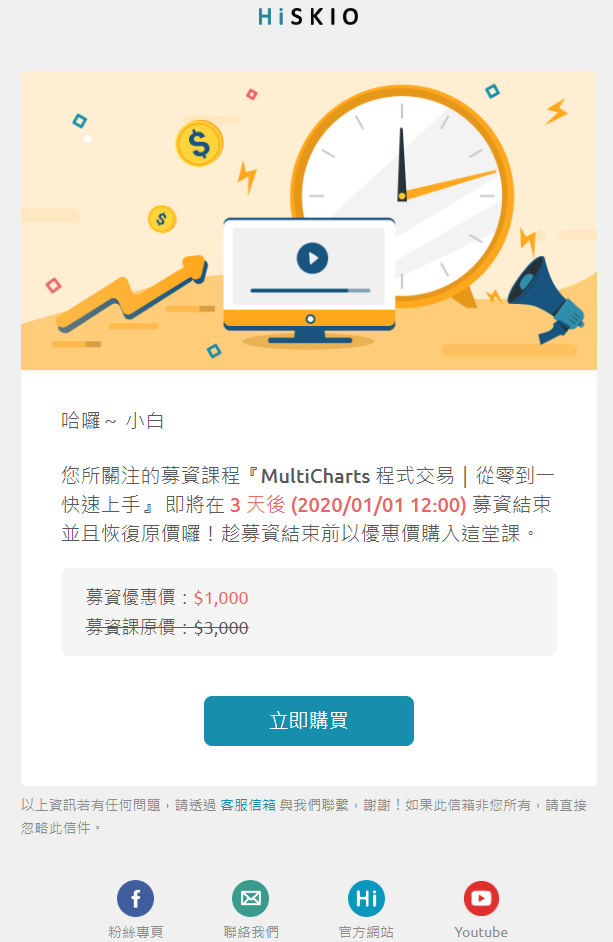 HiSKIO
哈囉~ 小白
您所關注的募資課程『MultiCharts 程式交易│從零到一
快速上手』 即將在 3 天後 (2020/01/01 12:00) 募資結束
並且恢復原價囉！趁募資結束前以優惠價購入這堂課。
募資優惠價：$1,000
募資課原價：$3,000
立即購買
以上資訊若有任何問題，請透過 客服信箱 與我們聯繫，謝謝！如果此信箱非您所有，請直接
忽略此信件。
Hi
粉絲專頁 聯絡我們 官方網站 Youtube